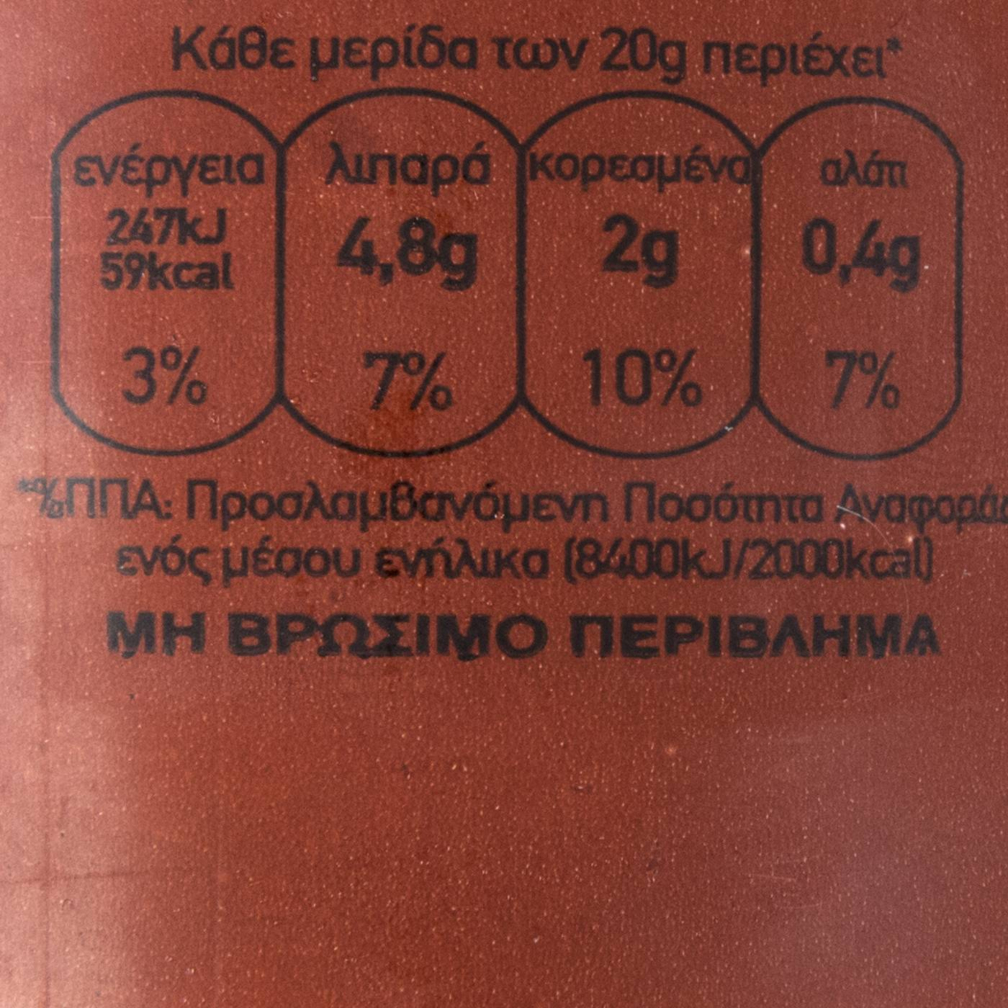 Κάθε μερίδα των 20g περιέχει*
ενέργεια λιπαρά κορεσμένα αλάτι
247kJ
59kcal 4,8g 2g 0,4g
3% 7% 10% 7%
*%ΠΠΑ: Προσλαμβανόμενη Ποσότητα Αναφορά
ενός μέσου ενήλικα (8400kJ/2000kcal)
ΜΗ ΒΡΩΣΙΜΟ ΠΕΡΙΒΛΗΜΑ